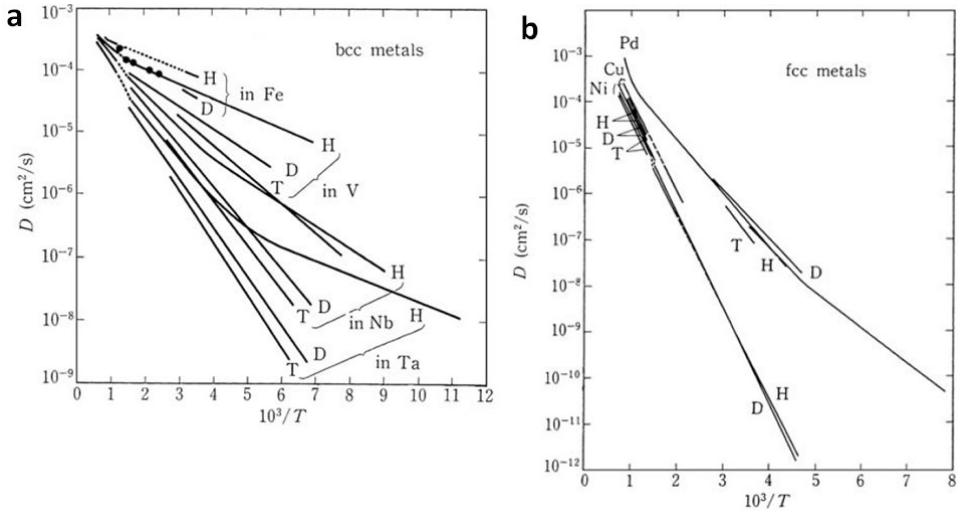 a
bcc metals
D (cm²/s)
10⁻³
10⁻⁴
10⁻⁵
10⁻⁶
10⁻⁷
10⁻⁸
10⁻⁹
H
D
in Fe
H
D
T
in V
H
D
T
in Nb
H
D
T
in Ta
0 1 2 3 4 5 6 7 8 9 10 11 12
10³/T
b
fcc metals
D (cm²/s)
10⁻³
10⁻⁴
10⁻⁵
10⁻⁶
10⁻⁷
10⁻⁸
10⁻⁹
10⁻¹⁰
10⁻¹¹
10⁻¹²
Pd
Cu
Ni
H
D
T
T
H
D
H
D
0 1 2 3 4 5 6 7 8
10³/T